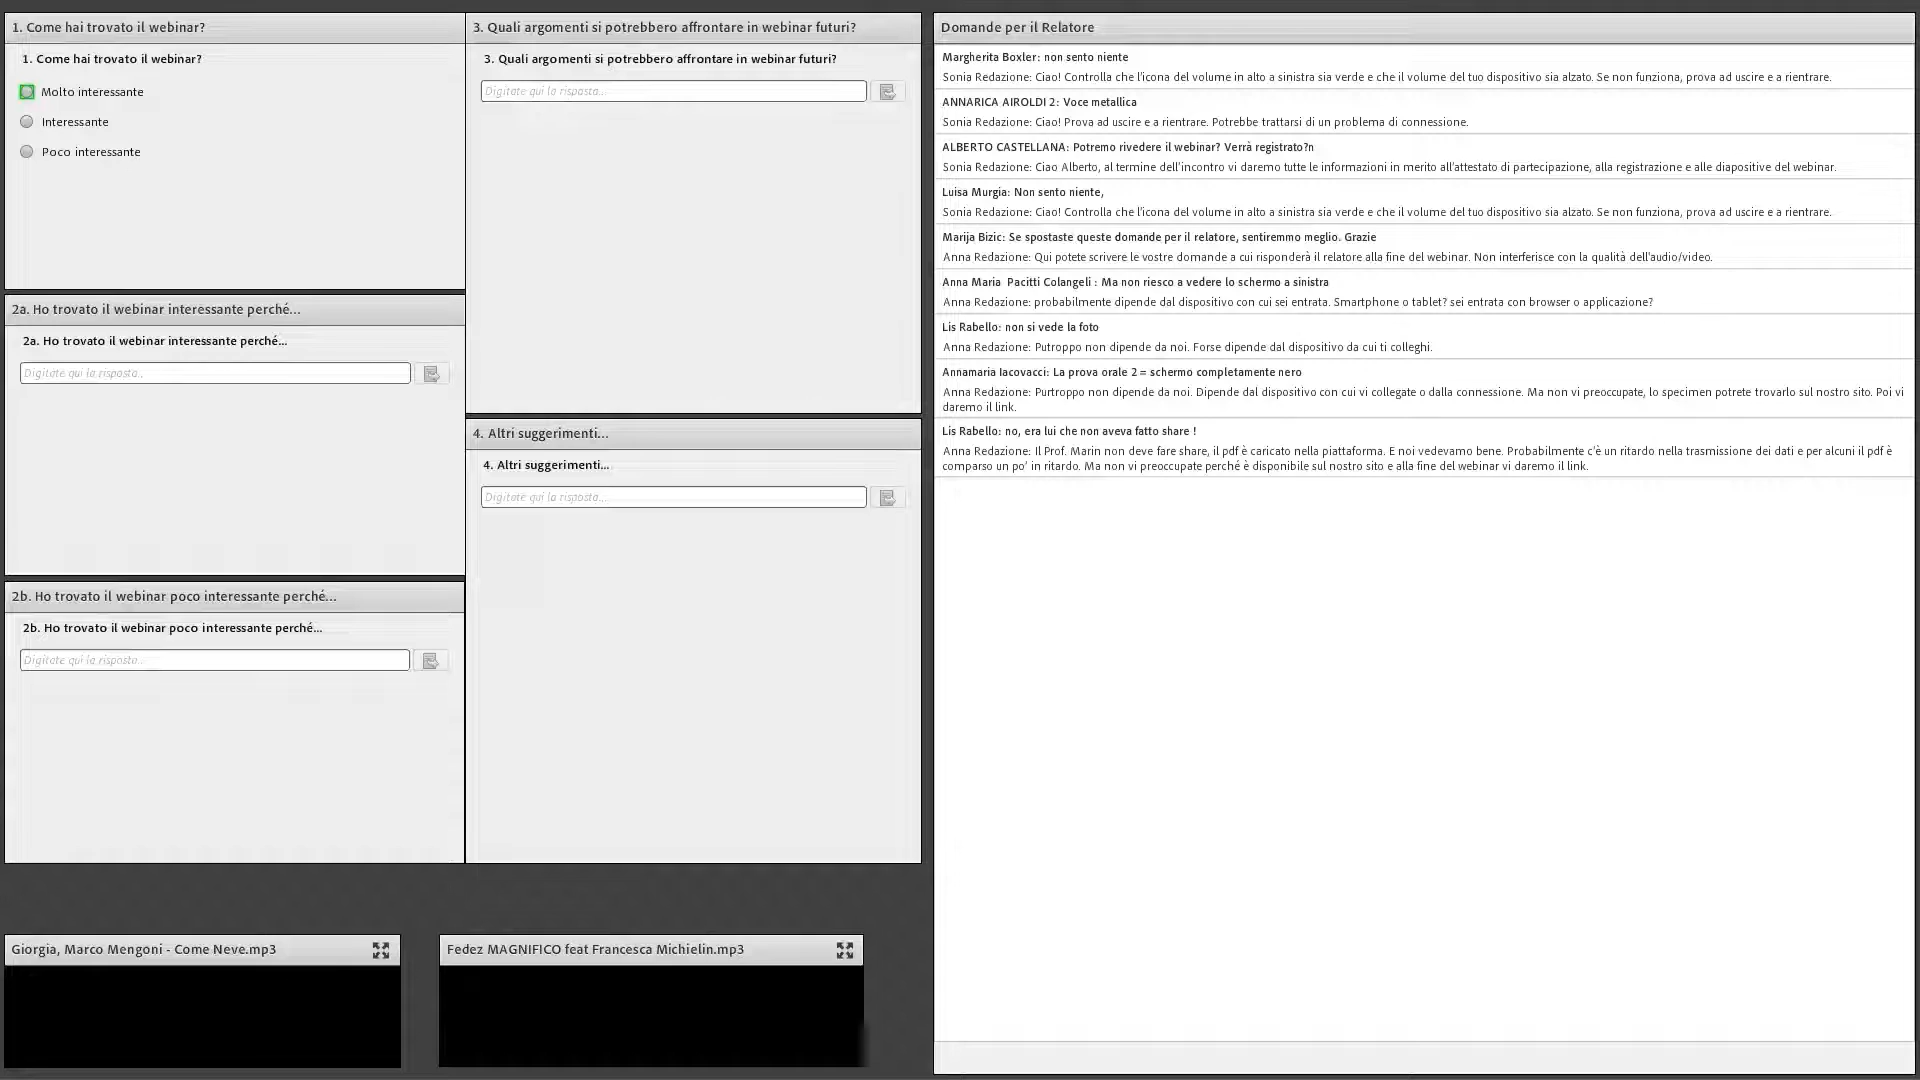 1. Come hai trovato il webinar?
1. Come hai trovato il webinar?
Molto interessante
Interessante
Poco interessante
2a. Ho trovato il webinar interessante perché...
2a. Ho trovato il webinar interessante perché...
Digitate qui la risposta...
2b. Ho trovato il webinar poco interessante perché...
2b. Ho trovato il webinar poco interessante perché...
Digitate qui la risposta...
3. Quali argomenti si potrebbero affrontare in webinar futuri?
3. Quali argomenti si potrebbero affrontare in webinar futuri?
Digitate qui la risposta...
4. Altri suggerimenti...
4. Altri suggerimenti...
Digitate qui la risposta...
Giorgia, Marco Mengoni - Come Neve.mp3
Fedez MAGNIFICO feat Francesca Michielin.mp3
Domande per il Relatore
Margherita Boxler: non sento niente
Sonia Redazione: Ciao! Controlla che l'icona del volume in alto a sinistra sia verde e che il volume del tuo dispositivo sia alzato. Se non funziona, prova ad uscire e a rientrare.
ANNARICA AIROLDI 2: Voce metallica
Sonia Redazione: Ciao! Prova ad uscire e a rientrare. Potrebbe trattarsi di un problema di connessione.
ALBERTO CASTELLANA: Potremo rivedere il webinar? Verrà registrato?n
Sonia Redazione: Ciao Alberto, al termine dell'incontro vi daremo tutte le informazioni in merito all'attestato di partecipazione, alla registrazione e alle diapositive del webinar.
Luisa Murgia: Non sento niente,
Sonia Redazione: Ciao! Controlla che l'icona del volume in alto a sinistra sia verde e che il volume del tuo dispositivo sia alzato. Se non funziona, prova ad uscire e a rientrare.
Marija Bizic: Se spostaste queste domande per il relatore, sentiremmo meglio. Grazie
Anna Redazione: Qui potete scrivere le vostre domande a cui risponderà il relatore alla fine del webinar. Non interferisce con la qualità dell'audio/video.
Anna Maria  Pacitti Colangeli : Ma non riesco a vedere lo schermo a sinistra
Anna Redazione: probabilmente dipende dal dispositivo con cui sei entrata. Smartphone o tablet? sei entrata con browser o applicazione?
Lis Rabello: non si vede la foto
Anna Redazione: Putroppo non dipende da noi. Forse dipende dal dispositivo da cui ti colleghi.
Annamaria Iacovacci: La prova orale 2 = schermo completamente nero
Anna Redazione: Purtroppo non dipende da noi. Dipende dal dispositivo con cui vi collegate o dalla connessione. Ma non vi preoccupate, lo specimen potrete trovarlo sul nostro sito. Poi vi
daremo il link.
Lis Rabello: no, era lui che non aveva fatto share !
Anna Redazione: Il Prof. Marin non deve fare share, il pdf è caricato nella piattaforma. E noi vedevamo bene. Probabilmente c'è un ritardo nella trasmissione dei dati e per alcuni il pdf è
comparso un po' in ritardo. Ma non vi preoccupate perché è disponibile sul nostro sito e alla fine del webinar vi daremo il link.